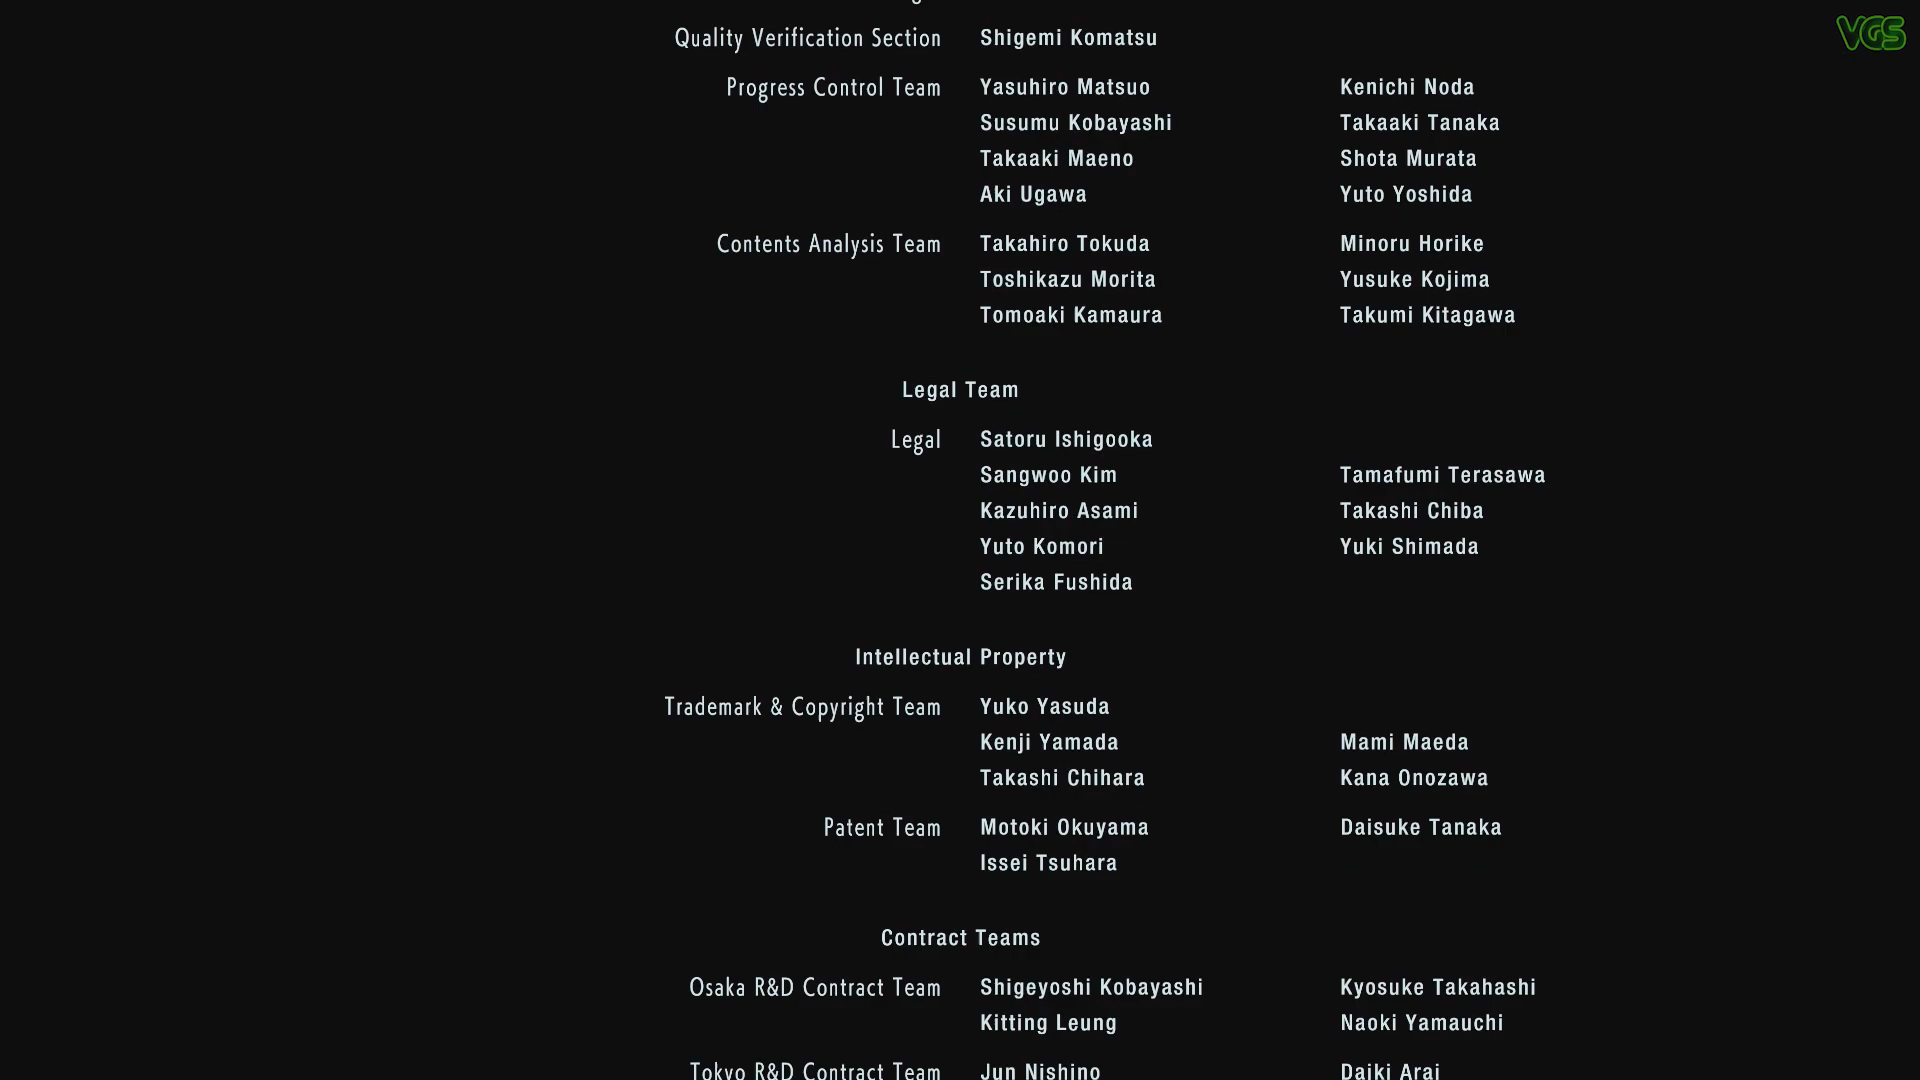 VGS
Quality Verification Section Shigemi Komatsu
Progress Control Team Yasuhiro Matsuo Kenichi Noda
Susumu Kobayashi Takaaki Tanaka
Takaaki Maeno Shota Murata
Aki Ugawa Yuto Yoshida
Contents Analysis Team Takahiro Tokuda Minoru Horike
Toshikazu Morita Yusuke Kojima
Tomoaki Kamaura Takumi Kitagawa
Legal Team
Legal Satoru Ishigooka
Sangwoo Kim Tamafumi Terasawa
Kazuhiro Asami Takashi Chiba
Yuto Komori Yuki Shimada
Serika Fushida
Intellectual Property
Trademark & Copyright Team Yuko Yasuda
Kenji Yamada Mami Maeda
Takashi Chihara Kana Onozawa
Patent Team Motoki Okuyama Daisuke Tanaka
Issei Tsuhara
Contract Teams
Osaka R&D Contract Team Shigeyoshi Kobayashi Kyosuke Takahashi
Kitting Leung Naoki Yamauchi
Tokyo R&D Contract Team Jun Nishino Daiki Arai